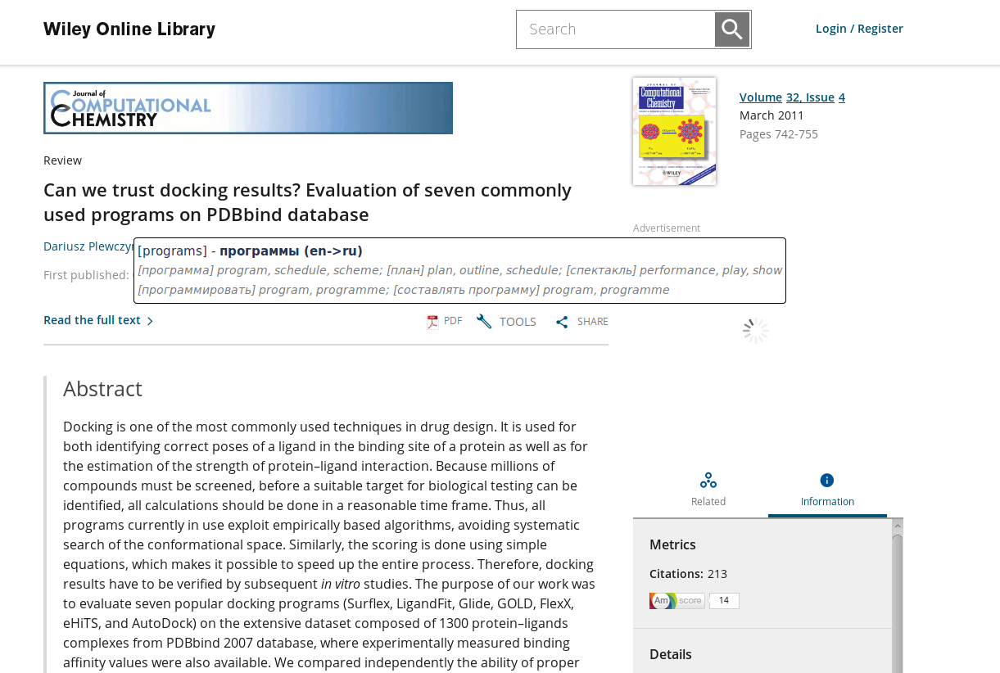 Wiley Online Library
Search
Login / Register
Journal of
COMPUTATIONAL
CHEMISTRY
JOURNAL OF
Computational
Chemistry
WILEY
Volume 32, Issue 4
March 2011
Pages 742-755
Review
Can we trust docking results? Evaluation of seven commonly
used programs on PDBbind database
Advertisement
Dariusz
[programs] - программы (en->ru)
[программа] program, schedule, scheme; [план] plan, outline, schedule; [спектакль] performance, play, show
First published:
[программировать] program, programme; [составлять программу] program, programme
Read the full text
PDF
TOOLS
SHARE
Abstract
Docking is one of the most commonly used techniques in drug design. It is used for
both identifying correct poses of a ligand in the binding site of a protein as well as for
the estimation of the strength of protein–ligand interaction. Because millions of
compounds must be screened, before a suitable target for biological testing can be
identified, all calculations should be done in a reasonable time frame. Thus, all
programs currently in use exploit empirically based algorithms, avoiding systematic
search of the conformational space. Similarly, the scoring is done using simple
equations, which makes it possible to speed up the entire process. Therefore, docking
results have to be verified by subsequent in vitro studies. The purpose of our work was
to evaluate seven popular docking programs (Surflex, LigandFit, Glide, GOLD, FlexX,
eHiTS, and AutoDock) on the extensive dataset composed of 1300 protein–ligands
complexes from PDBbind 2007 database, where experimentally measured binding
affinity values were also available. We compared independently the ability of proper
Related
Information
Metrics
Citations: 213
Am score 14
Details